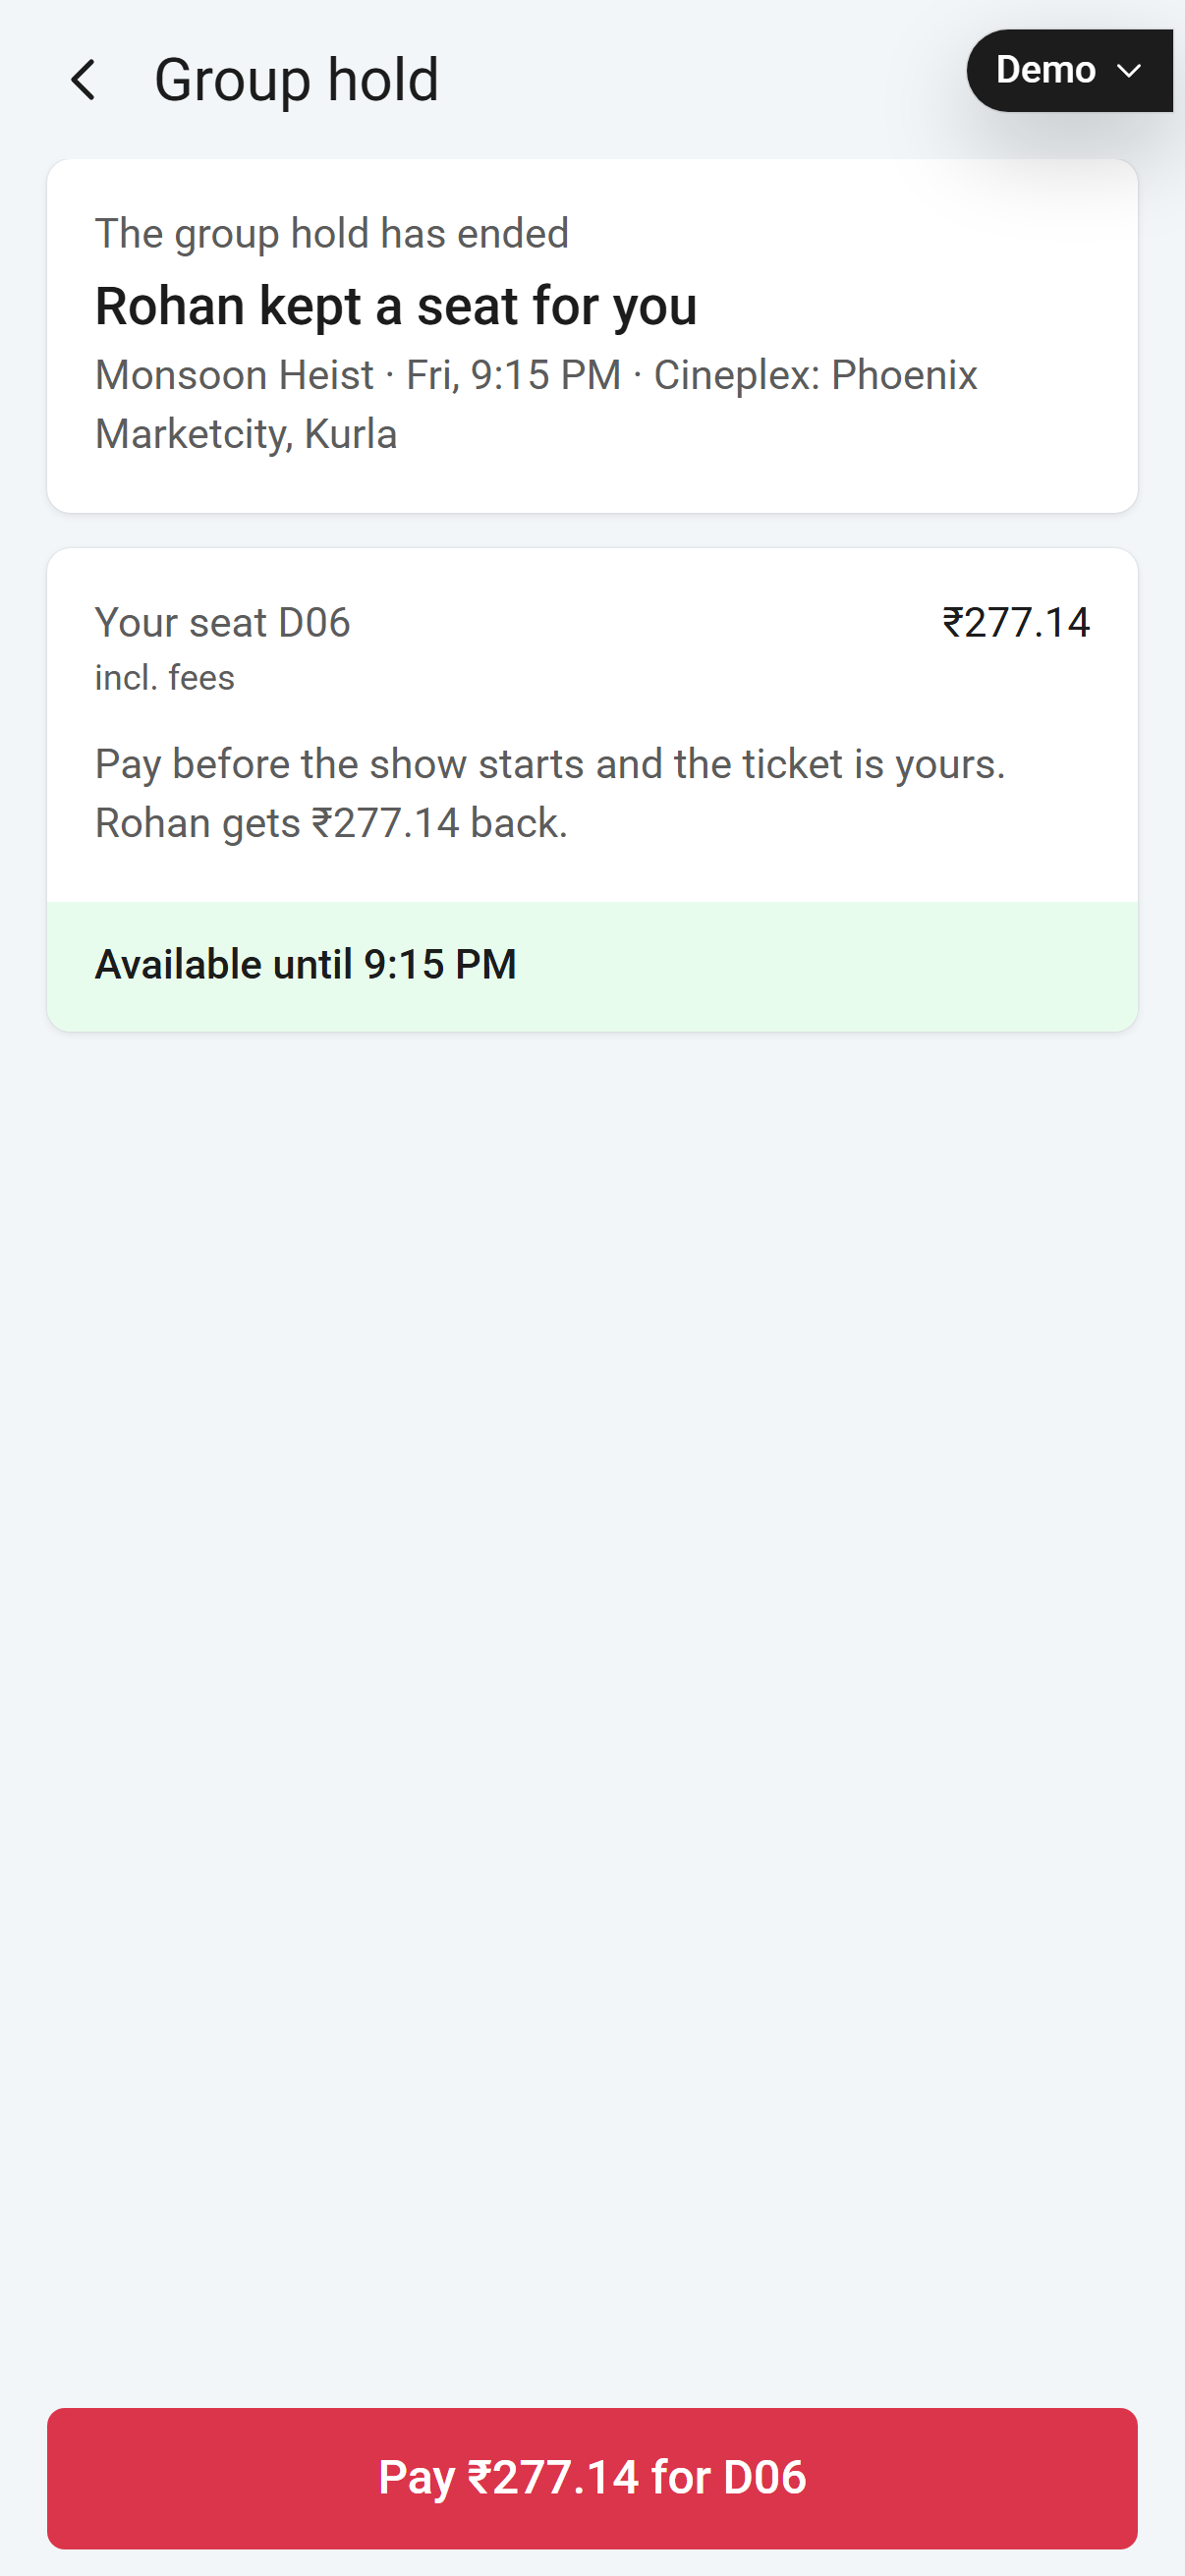 Group hold
Demo
The group hold has ended
Rohan kept a seat for you
Monsoon Heist · Fri, 9:15 PM · Cineplex: Phoenix
Marketcity, Kurla
Your seat D06
₹277.14
incl. fees
Pay before the show starts and the ticket is yours.
Rohan gets ₹277.14 back.
Available until 9:15 PM
Pay ₹277.14 for D06